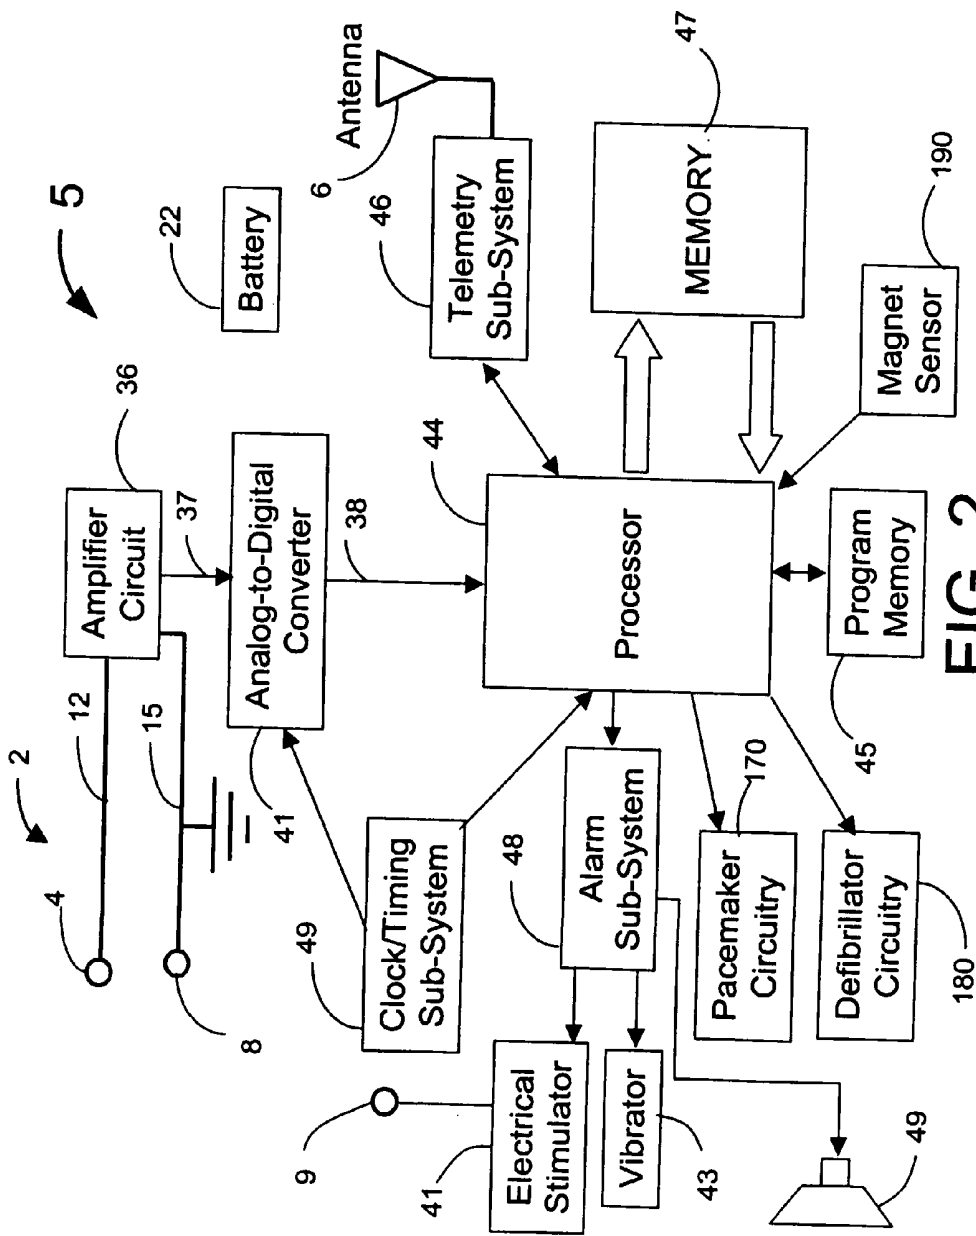 2
4
5
12
Amplifier
Circuit
36
15
22
Battery
37
8
Analog-to-Digital
Converter
41
9
49
6
Antenna
38
46
Clock/Timing
Sub-System
41
44
Telemetry
Sub-System
48
Electrical
Stimulator
Alarm
Sub-System
Processor
Vibrator
47
MEMORY
43
Pacemaker
Circuitry
170
Defibrillator
Circuitry
Program
Memory
45
Magnet
Sensor
190
49
180
FIG. 2